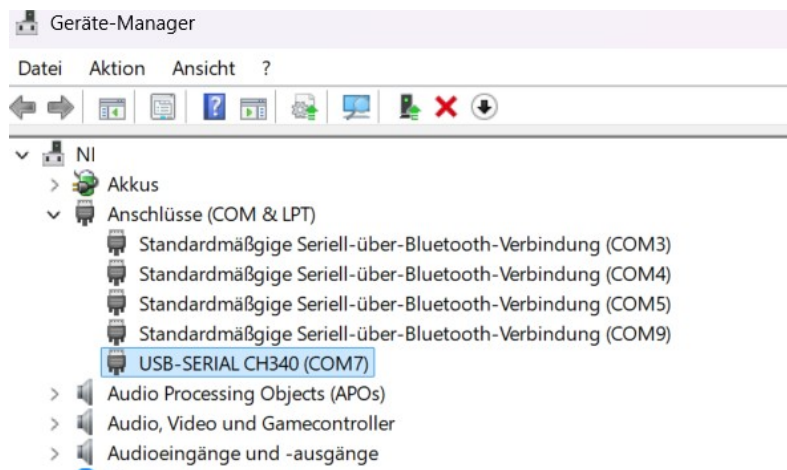 Geräte-Manager
Datei Aktion Ansicht ?
NI
Akkus
Anschlüsse (COM & LPT)
Standardmäßgige Seriell-über-Bluetooth-Verbindung (COM3)
Standardmäßgige Seriell-über-Bluetooth-Verbindung (COM4)
Standardmäßgige Seriell-über-Bluetooth-Verbindung (COM5)
Standardmäßgige Seriell-über-Bluetooth-Verbindung (COM9)
USB-SERIAL CH340 (COM7)
Audio Processing Objects (APOs)
Audio, Video und Gamecontroller
Audioeingänge und -ausgänge